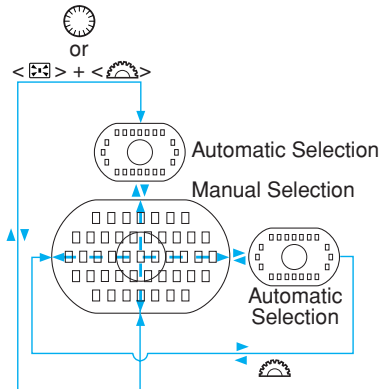 or
< > + < >
Automatic Selection
Manual Selection
Automatic
Selection